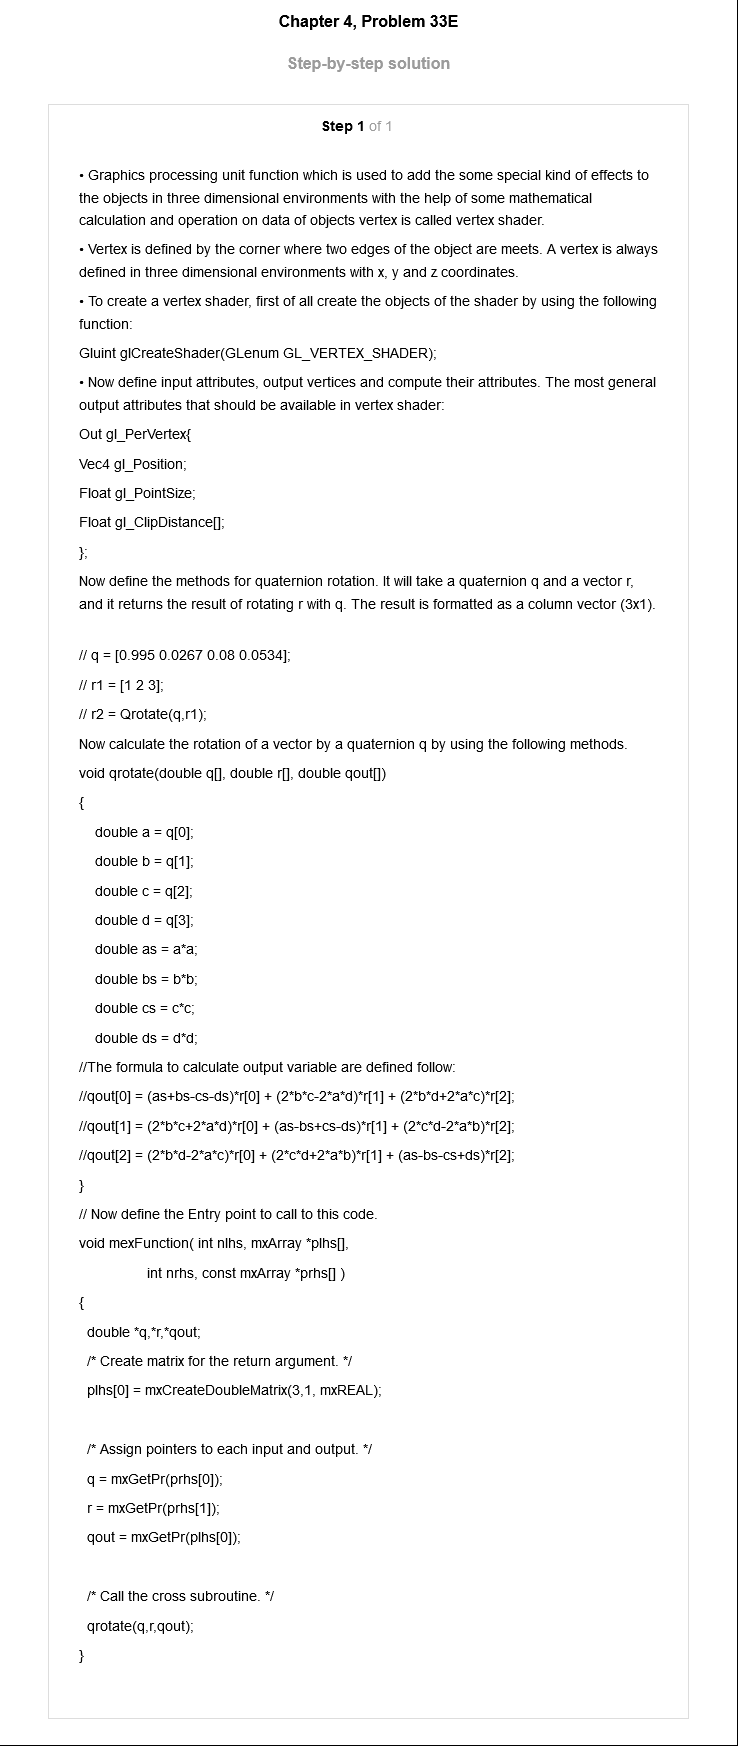 Chapter 4, Problem 33E
Step-by-step solution
Step 1 of 1
• Graphics processing unit function which is used to add the some special kind of effects to
the objects in three dimensional environments with the help of some mathematical
calculation and operation on data of objects vertex is called vertex shader.
• Vertex is defined by the corner where two edges of the object are meets. A vertex is always
defined in three dimensional environments with x, y and z coordinates.
• To create a vertex shader, first of all create the objects of the shader by using the following
function:
Gluint glCreateShader(GLenum GL_VERTEX_SHADER);
• Now define input attributes, output vertices and compute their attributes. The most general
output attributes that should be available in vertex shader:
Out gl_PerVertex{
Vec4 gl_Position;
Float gl_PointSize;
Float gl_ClipDistance[];
};
Now define the methods for quaternion rotation. It will take a quaternion q and a vector r,
and it returns the result of rotating r with q. The result is formatted as a column vector (3x1).
// q = [0.995 0.0267 0.08 0.0534];
// r1 = [1 2 3];
// r2 = Qrotate(q,r1);
Now calculate the rotation of a vector by a quaternion q by using the following methods.
void qrotate(double q[], double r[], double qout[])
{
double a = q[0];
double b = q[1];
double c = q[2];
double d = q[3];
double as = a*a;
double bs = b*b;
double cs = c*c;
double ds = d*d;
//The formula to calculate output variable are defined follow:
//qout[0] = (as+bs-cs-ds)*r[0] + (2*b*c-2*a*d)*r[1] + (2*b*d+2*a*c)*r[2];
//qout[1] = (2*b*c+2*a*d)*r[0] + (as-bs+cs-ds)*r[1] + (2*c*d-2*a*b)*r[2];
//qout[2] = (2*b*d-2*a*c)*r[0] + (2*c*d+2*a*b)*r[1] + (as-bs-cs+ds)*r[2];
}
// Now define the Entry point to call to this code.
void mexFunction( int nlhs, mxArray *plhs[],
int nrhs, const mxArray *prhs[] )
{
double *q,*r,*qout;
/* Create matrix for the return argument. */
plhs[0] = mxCreateDoubleMatrix(3,1, mxREAL);
/* Assign pointers to each input and output. */
q = mxGetPr(prhs[0]);
r = mxGetPr(prhs[1]);
qout = mxGetPr(plhs[0]);
/* Call the cross subroutine. */
qrotate(q,r,qout);
}